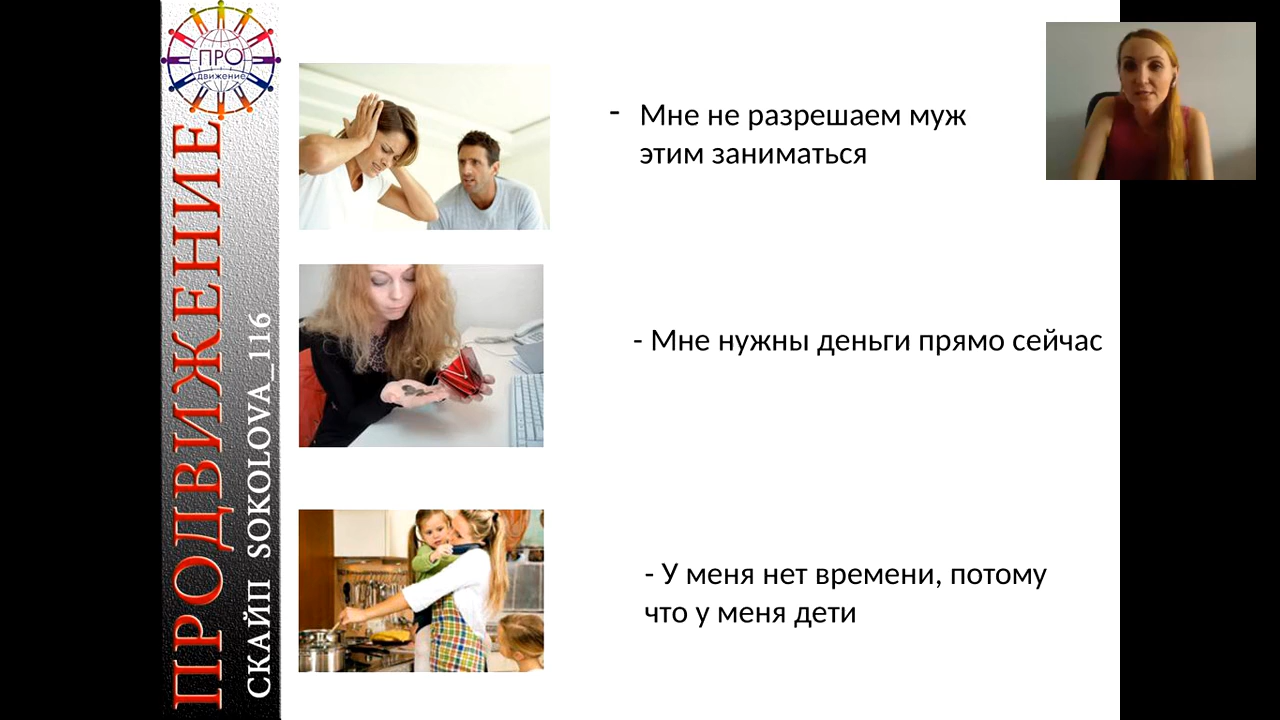 ПРО
движение
ПРОДВИЖЕНИЕ
СКАЙП SOKOLOVA_116
- Мне не разрешаем муж
этим заниматься
- Мне нужны деньги прямо сейчас
- У меня нет времени, потому
что у меня дети